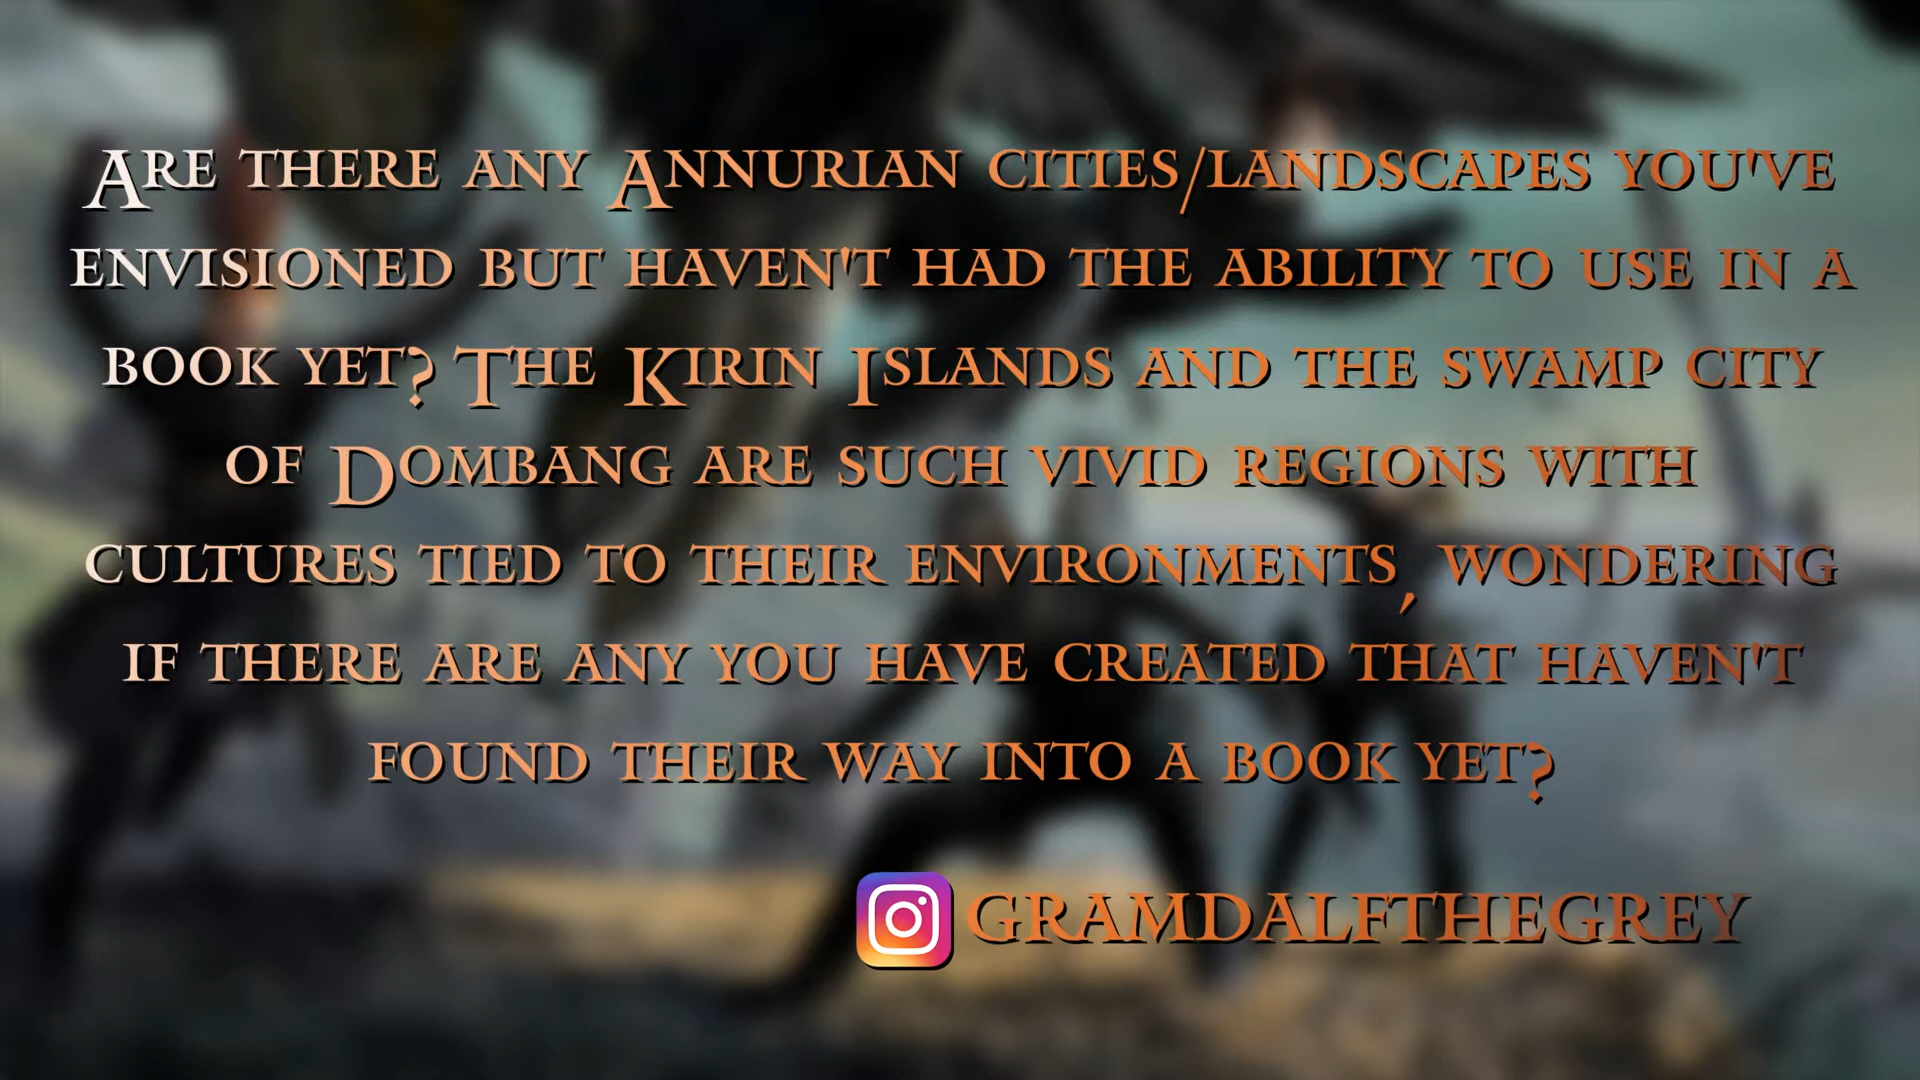 Are there any Annurian cities/landscapes you've
envisioned but haven't had the ability to use in a
book yet? The Kirin Islands and the swamp city
of Dombang are such vivid regions with
cultures tied to their environments, wondering
if there are any you have created that haven't
found their way into a book yet?
gramdalfthegrey